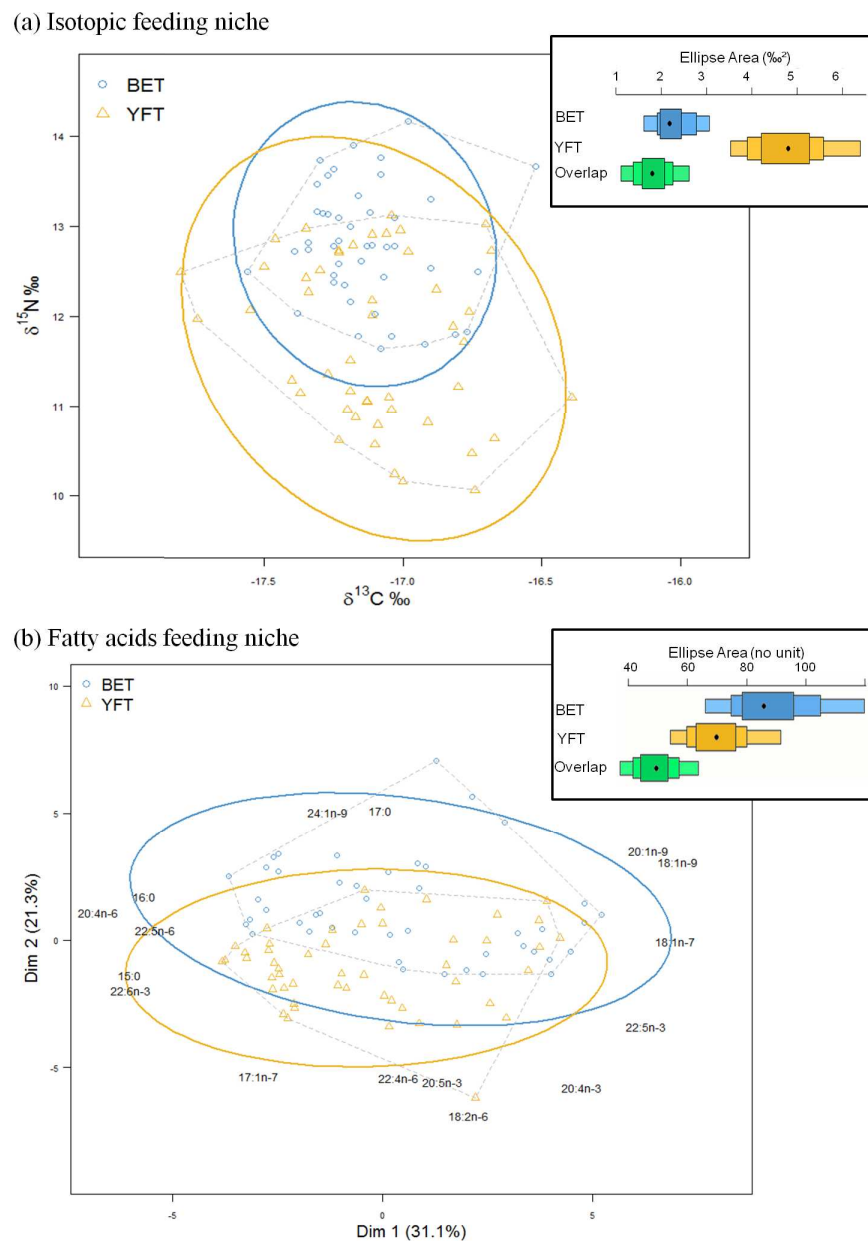 (a) Isotopic feeding niche
BET
YFT
Ellipse Area (‰²)
1 2 3 4 5 6
BET
YFT
Overlap
14
13
12
11
10
δ¹⁵N ‰
-17.5 -17.0 -16.5 -16.0
δ¹³C ‰
(b) Fatty acids feeding niche
BET
YFT
Ellipse Area (no unit)
40 60 80 100
BET
YFT
Overlap
10
5
0
-5
Dim 2 (21.3%)
24:1n-9
17:0
20:1n-9
18:1n-9
16:0
20:4n-6
22:5n-6
18:1n-7
15:0
22:6n-3
22:5n-3
17:1n-7
22:4n-6
20:5n-3
20:4n-3
18:2n-6
-5 0 5
Dim 1 (31.1%)